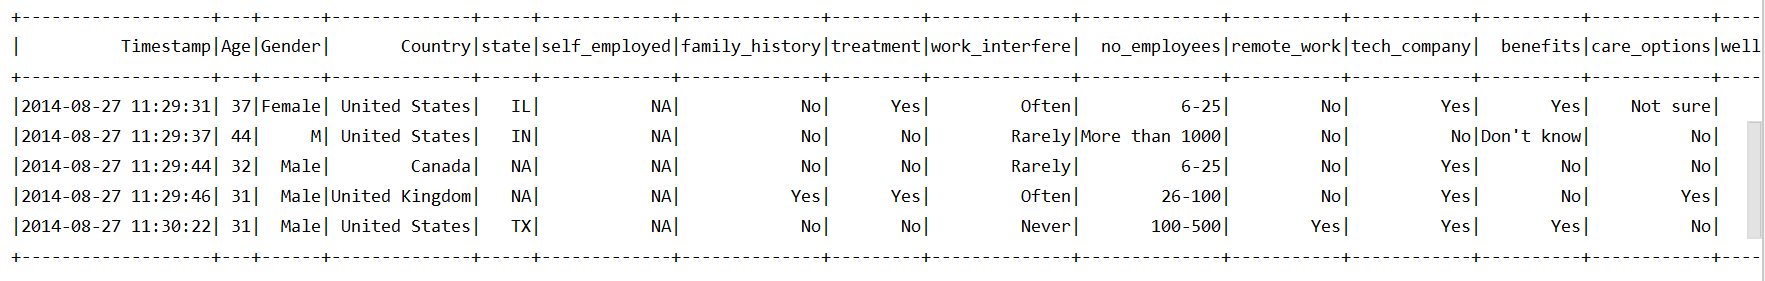 +-------------------+---+------+--------------+-----+-------------+--------------+---------+--------------+--------------+-----------+------------+----------+------------+----
|          Timestamp|Age|Gender|       Country|state|self_employed|family_history|treatment|work_interfere|  no_employees|remote_work|tech_company|  benefits|care_options|well
+-------------------+---+------+--------------+-----+-------------+--------------+---------+--------------+--------------+-----------+------------+----------+------------+----
|2014-08-27 11:29:31| 37|Female| United States|   IL|           NA|            No|      Yes|         Often|          6-25|         No|         Yes|       Yes|    Not sure|
|2014-08-27 11:29:37| 44|     M| United States|   IN|           NA|            No|       No|        Rarely|More than 1000|         No|          No|Don't know|          No|
|2014-08-27 11:29:44| 32|  Male|        Canada|   NA|           NA|            No|       No|        Rarely|          6-25|         No|         Yes|        No|          No|
|2014-08-27 11:29:46| 31|  Male|United Kingdom|   NA|           NA|           Yes|      Yes|         Often|        26-100|         No|         Yes|        No|         Yes|
|2014-08-27 11:30:22| 31|  Male| United States|   TX|           NA|            No|       No|         Never|       100-500|        Yes|         Yes|       Yes|          No|
+-------------------+---+------+--------------+-----+-------------+--------------+---------+--------------+--------------+-----------+------------+----------+------------+----